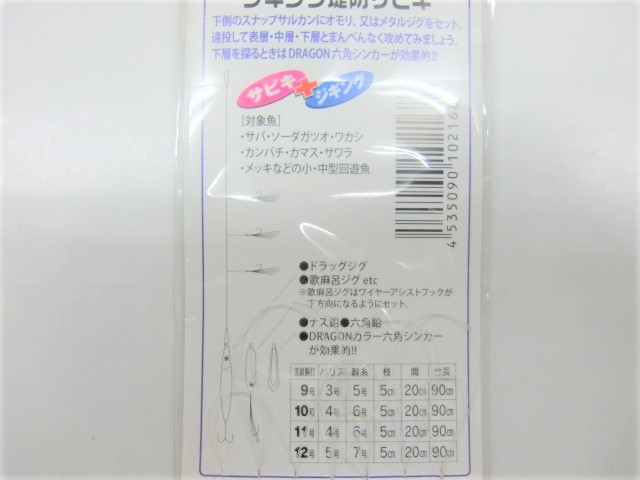 ジギング堤防サビキ
下側のスナップサルカンにオモリ、又はメタルジグをセット。
遠投して表層・中層・下層とまんべんなく攻めてみましょう。
下層を探るときはDRAGON六角シンカーが効果的!!
サビキ+ジギング
[対象魚]
・サバ・ソーダガツオ・ワカシ
・カンパチ・カマス・サワラ
・メッキなどの小・中型回遊魚
4 535090 102168
●ドラッグジグ
●歌麻呂ジグ etc
※歌麻呂ジグはワイヤーアシストフックが
下方向になるようにセット。
●ナス鉛●六角鉛
●DRAGONカラー六角シンカー
が効果的!!
ハリス 幹糸 枝 間 全長
9号 3号 5号 5cm 20cm 90cm
10号 4号 6号 5cm 20cm 90cm
11号 4号 6号 5cm 20cm 90cm
12号 5号 7号 5cm 20cm 90cm